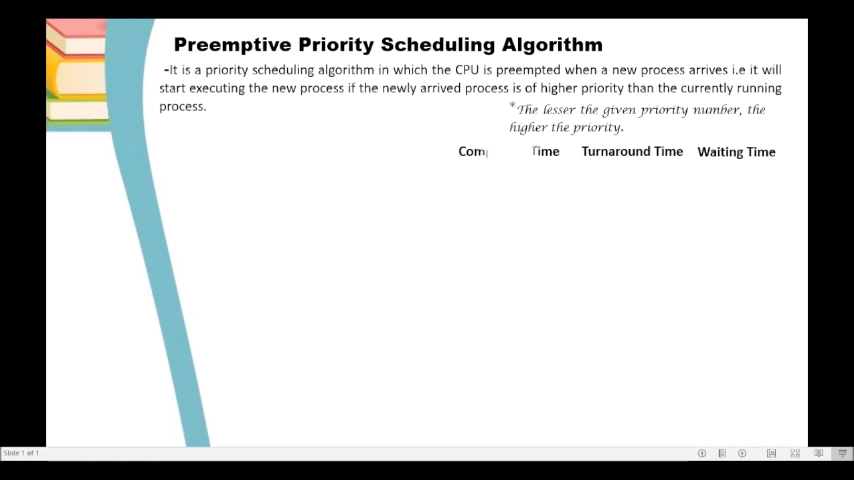 Preemptive Priority Scheduling Algorithm
-It is a priority scheduling algorithm in which the CPU is preempted when a new process arrives i.e it will
start executing the new process if the newly arrived process is of higher priority than the currently running
process.
*The lesser the given priority number, the
higher the priority.
Time Turnaround Time Waiting Time
Slide 1 of 1